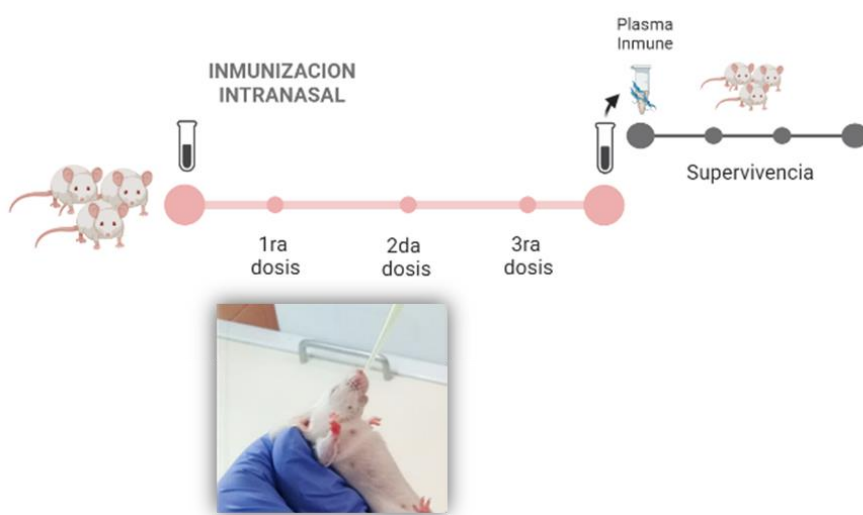 INMUNIZACION
INTRANASAL
Plasma
Inmune
Supervivencia
1ra
dosis
2da
dosis
3ra
dosis